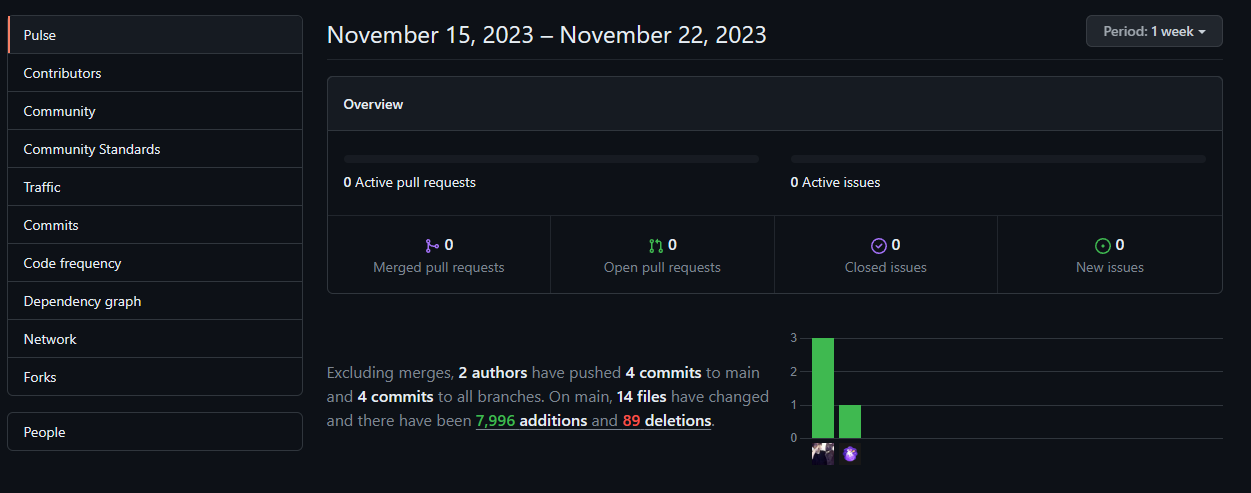 Pulse
Contributors
Community
Community Standards
Traffic
Commits
Code frequency
Dependency graph
Network
Forks
People
November 15, 2023 – November 22, 2023
Period: 1 week
Overview
0 Active pull requests
0 Active issues
0
Merged pull requests
0
Open pull requests
0
Closed issues
0
New issues
Excluding merges, 2 authors have pushed 4 commits to main
and 4 commits to all branches. On main, 14 files have changed
and there have been 7,996 additions and 89 deletions.
3
2
1
0